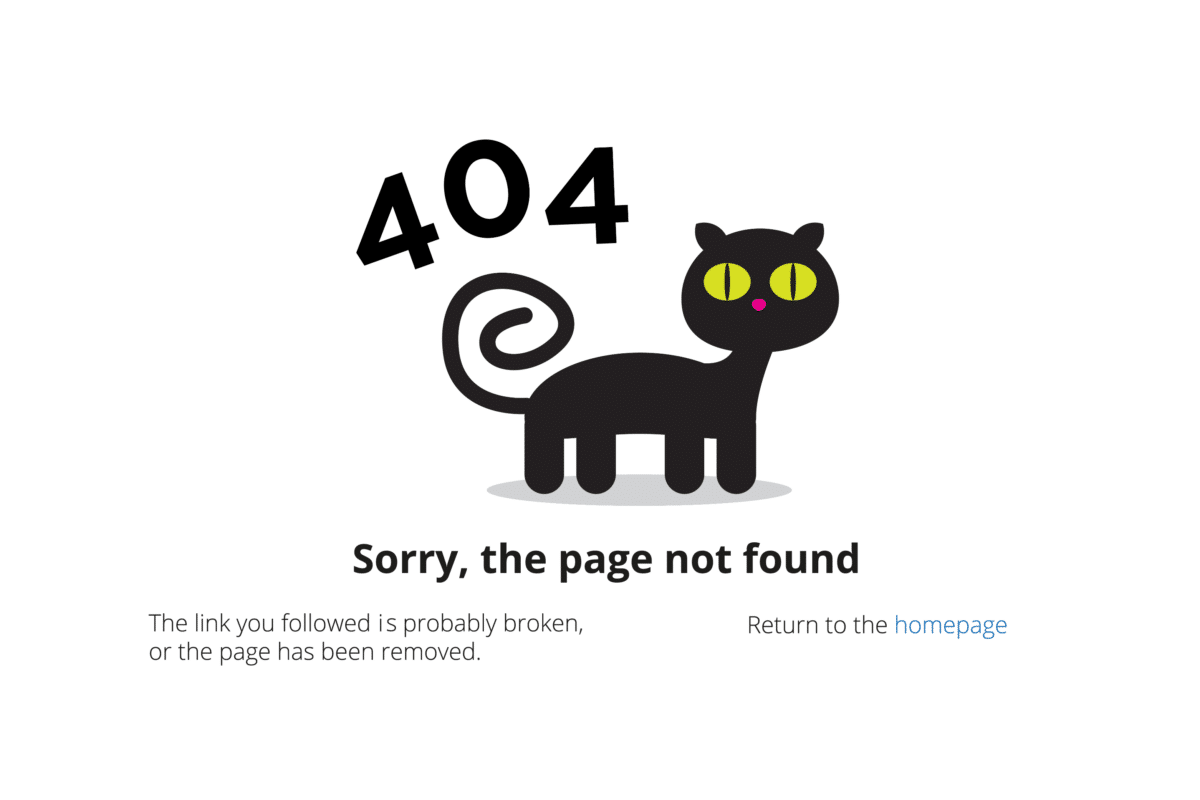 404
Sorry, the page not found
The link you followed is probably broken,
or the page has been removed.
Return to the homepage